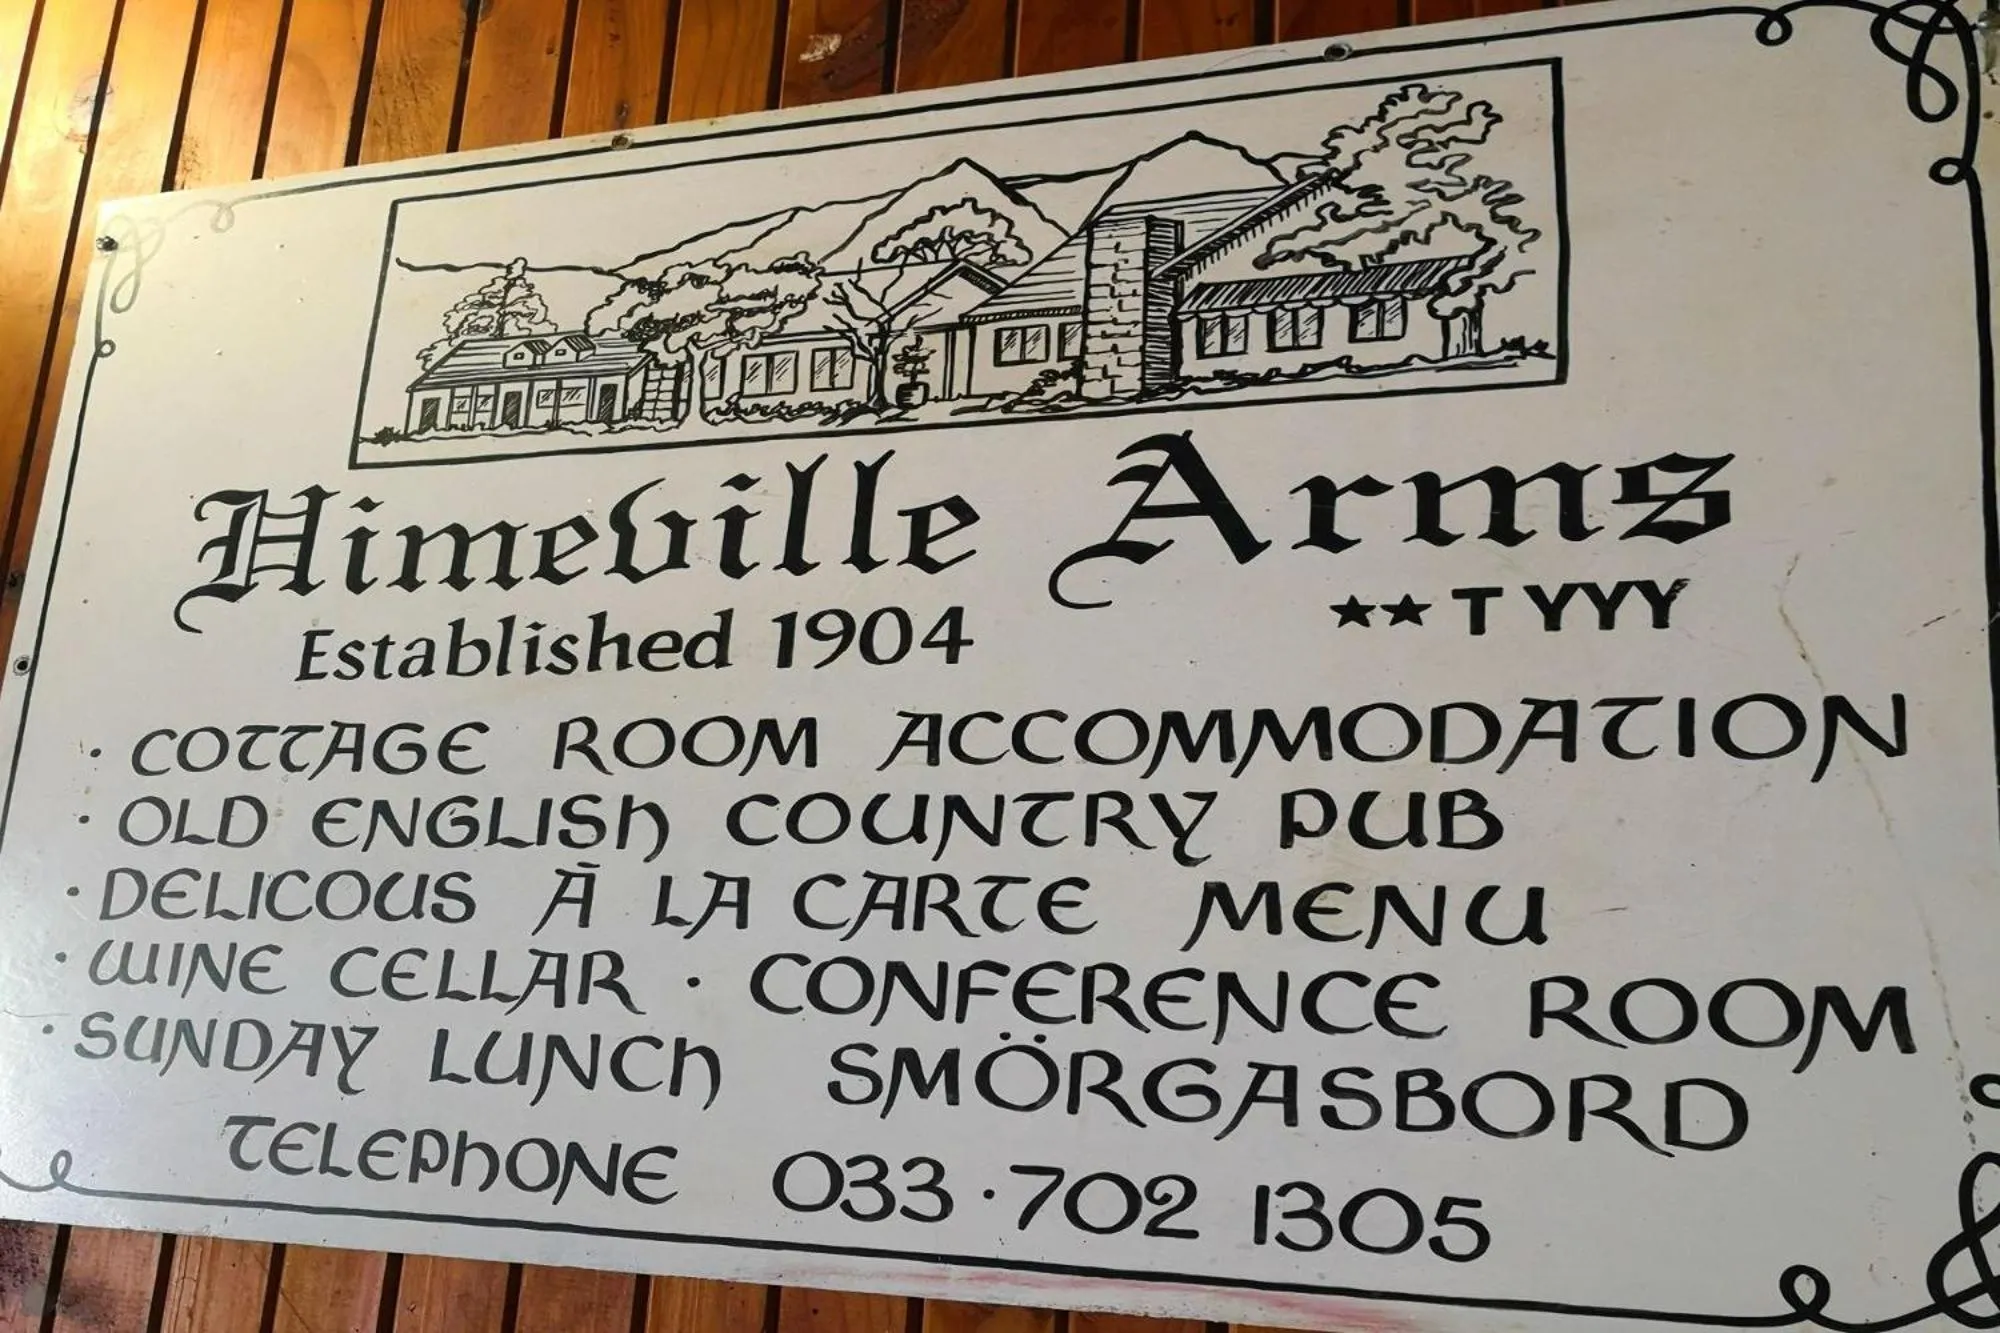 Himeville Arms
Established 1904 ★★ T YYY
· COTTAGE ROOM ACCOMMODATION
· OLD ENGLISH COUNTRY PUB
· DELICOUS À LA CARTE MENU
· WINE CELLAR · CONFERENCE ROOM
· SUNDAY LUNCH SMÖRGASBORD
TELEPHONE 033 · 702 1305